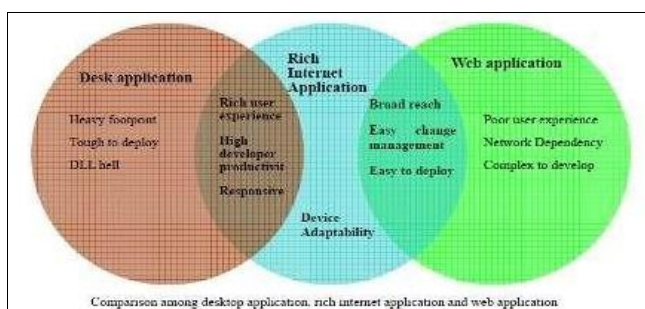 Desk application
Heavy footprint
Tough to deploy
DLL hell
Rich user
experience
High
developer
productivit
Responsive
Rich
Internet
Application
Device
Adaptability
Broad reach
Easy change
management
Easy to deploy
Web application
Poor user experience
Network Dependency
Complex to develop
Comparison among desktop application, rich internet application and web application